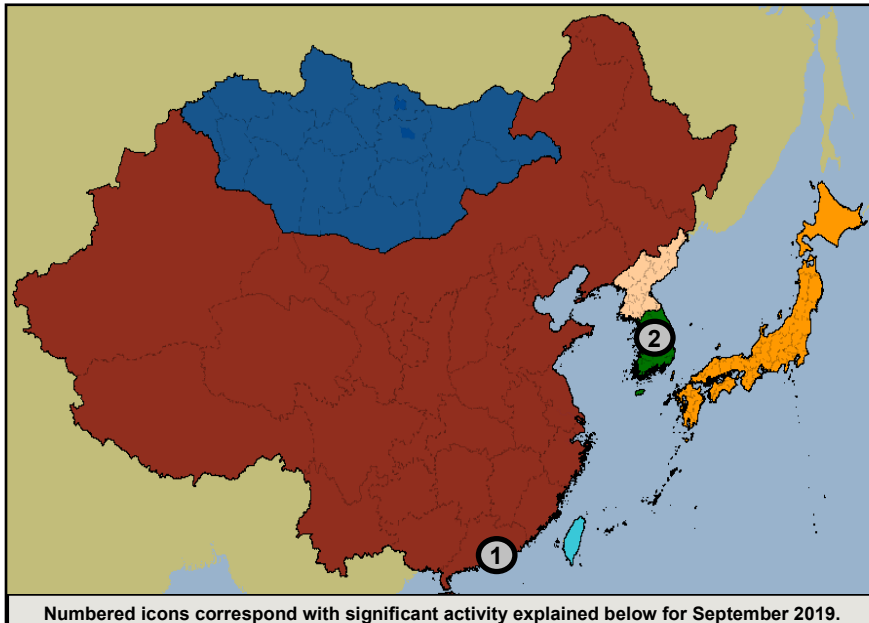 2
1
Numbered icons correspond with significant activity explained below for September 2019.